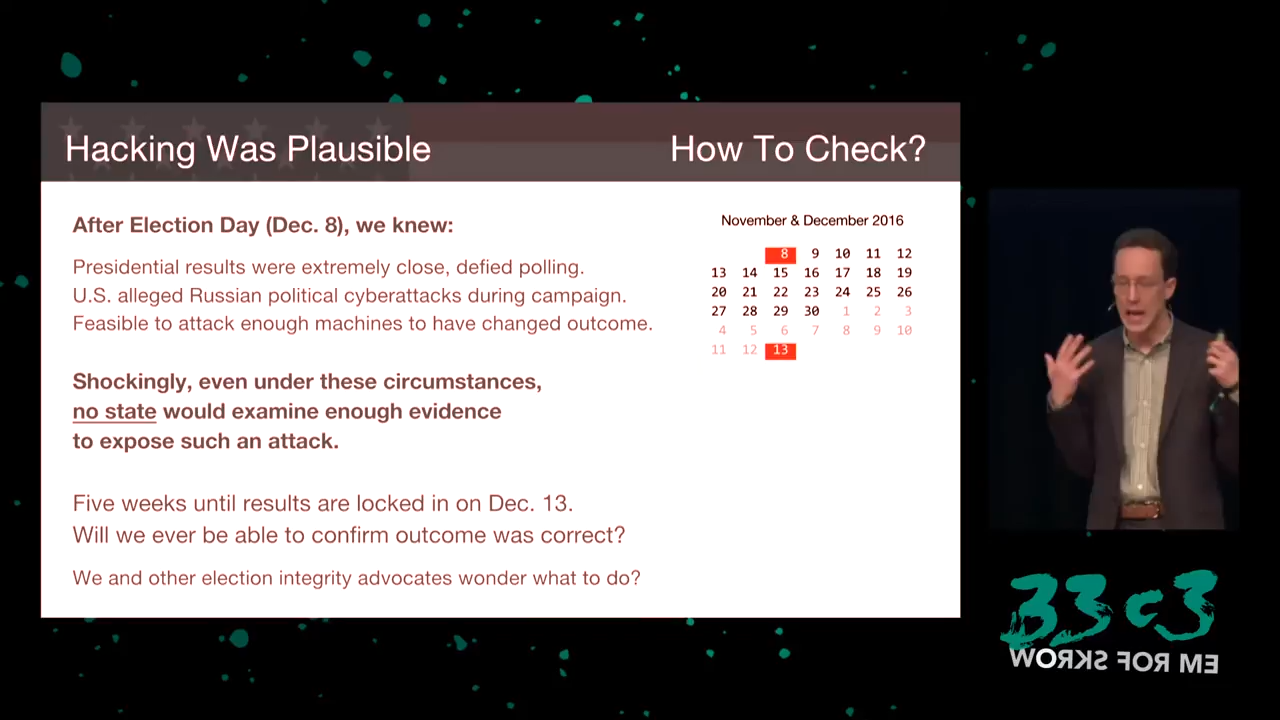 Hacking Was Plausible
How To Check?
After Election Day (Dec. 8), we knew:
Presidential results were extremely close, defied polling.
U.S. alleged Russian political cyberattacks during campaign.
Feasible to attack enough machines to have changed outcome.
Shockingly, even under these circumstances,
no state would examine enough evidence
to expose such an attack.
Five weeks until results are locked in on Dec. 13.
Will we ever be able to confirm outcome was correct?
We and other election integrity advocates wonder what to do?
November & December 2016
8 9 10 11 12
13 14 15 16 17 18 19
20 21 22 23 24 25 26
27 28 29 30 1 2 3
4 5 6 7 8 9 10
11 12 13
33c3
WORKS FOR ME